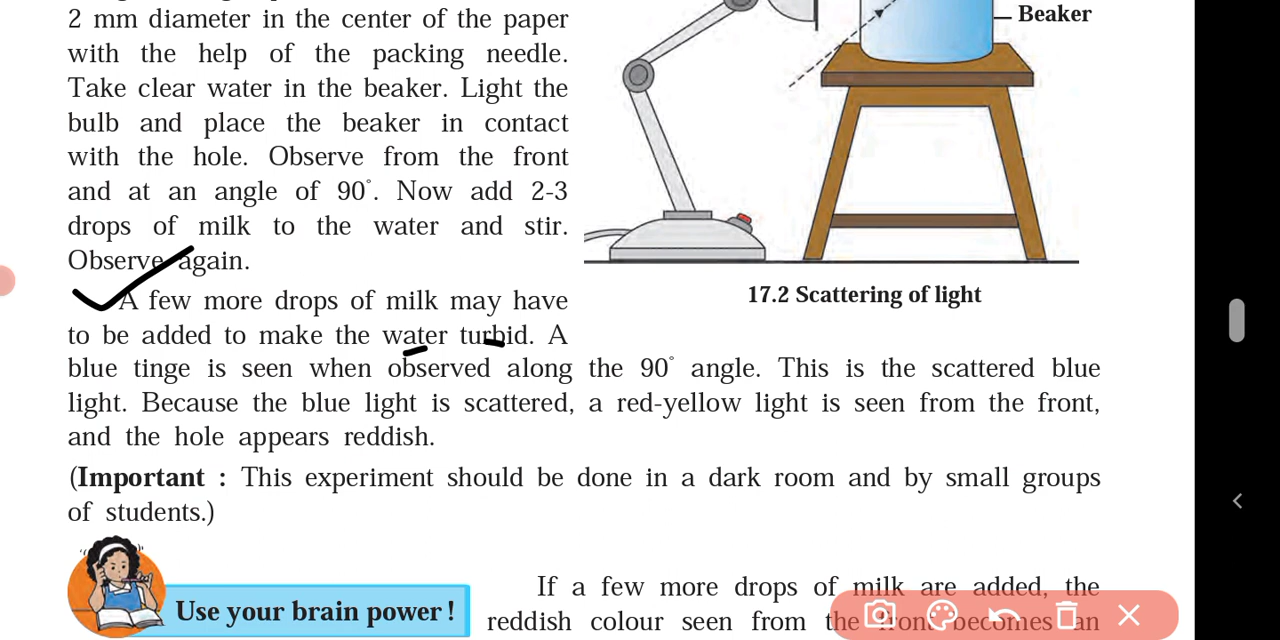 2 mm diameter in the center of the paper
with the help of the packing needle.
Take clear water in the beaker. Light the
bulb and place the beaker in contact
with the hole. Observe from the front
and at an angle of 90°. Now add 2-3
drops of milk to the water and stir.
Observe again.
A few more drops of milk may have
to be added to make the water turbid. A
blue tinge is seen when observed along the 90° angle. This is the scattered blue
light. Because the blue light is scattered, a red-yellow light is seen from the front,
and the hole appears reddish.
(Important : This experiment should be done in a dark room and by small groups
of students.)
Beaker
17.2 Scattering of light
Use your brain power !
If a few more drops of milk are added, the
reddish colour seen from the front becomes an